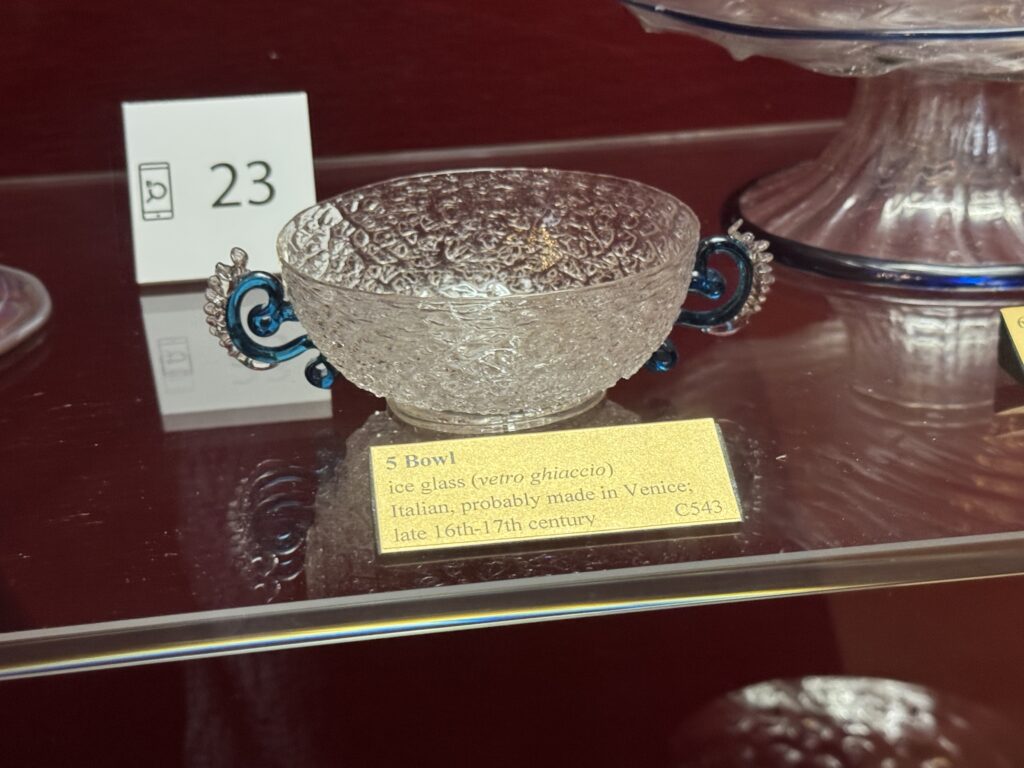 23
5 Bowl
ice glass (vetro ghiaccio)
Italian, probably made in Venice;
late 16th-17th century C543